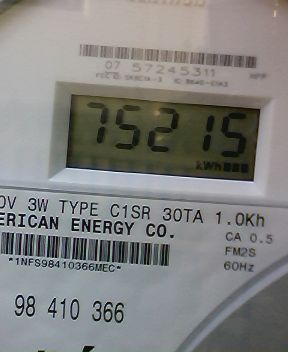 07 57245311
75215
kWh
0V 3W TYPE C1SR 30TA 1.0Kh
ERICAN ENERGY CO.
CA 0.5
FM2S
60Hz
*1NFS98410366MEC*
98 410 366